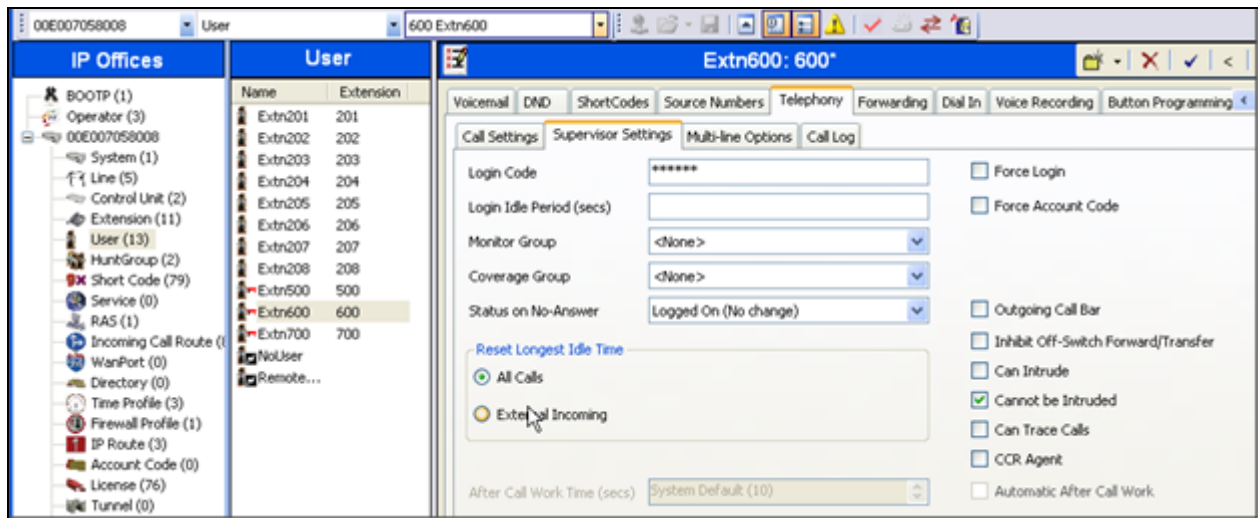 00E007058008 User 600 Extn600
IP Offices
BOOTP (1)
Operator (3)
00E007058008
System (1)
Line (5)
Control Unit (2)
Extension (11)
User (13)
HuntGroup (2)
Short Code (79)
Service (0)
RAS (1)
Incoming Call Route (
WanPort (0)
Directory (0)
Time Profile (3)
Firewall Profile (1)
IP Route (3)
Account Code (0)
License (76)
Tunnel (0)
User
Name Extension
Extn201 201
Extn202 202
Extn203 203
Extn204 204
Extn205 205
Extn206 206
Extn207 207
Extn208 208
Extn500 500
Extn600 600
Extn700 700
NoUser
Remote...
Extn600: 600*
Voicemail DND ShortCodes Source Numbers Telephony Forwarding Dial In Voice Recording Button Programming
Call Settings Supervisor Settings Multi-line Options Call Log
Login Code ****** Force Login
Login Idle Period (secs) Force Account Code
Monitor Group <None>
Coverage Group <None>
Status on No-Answer Logged On (No change) Outgoing Call Bar
Reset Longest Idle Time
All Calls
External Incoming
Inhibit Off-Switch Forward/Transfer
Can Intrude
Cannot be Intruded
Can Trace Calls
CCR Agent
After Call Work Time (secs) System Default (10) Automatic After Call Work